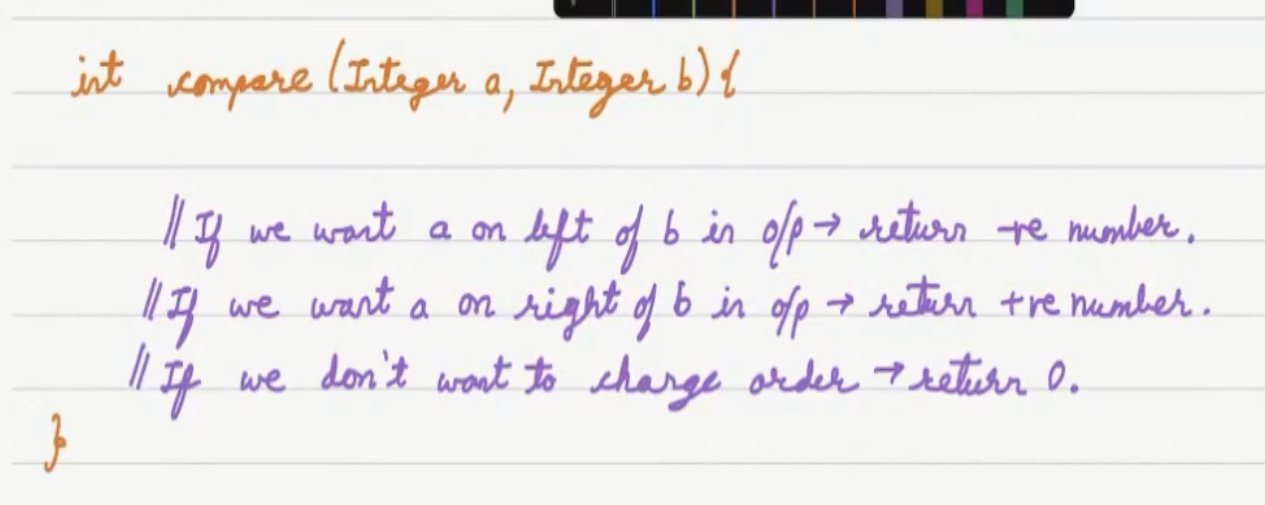 int compare (Integer a, Integer b) {
// If we want a on left of b in o/p → return -ve number.
// If we want a on right of b in o/p → return +ve number.
// If we don't want to change order → return 0.
}